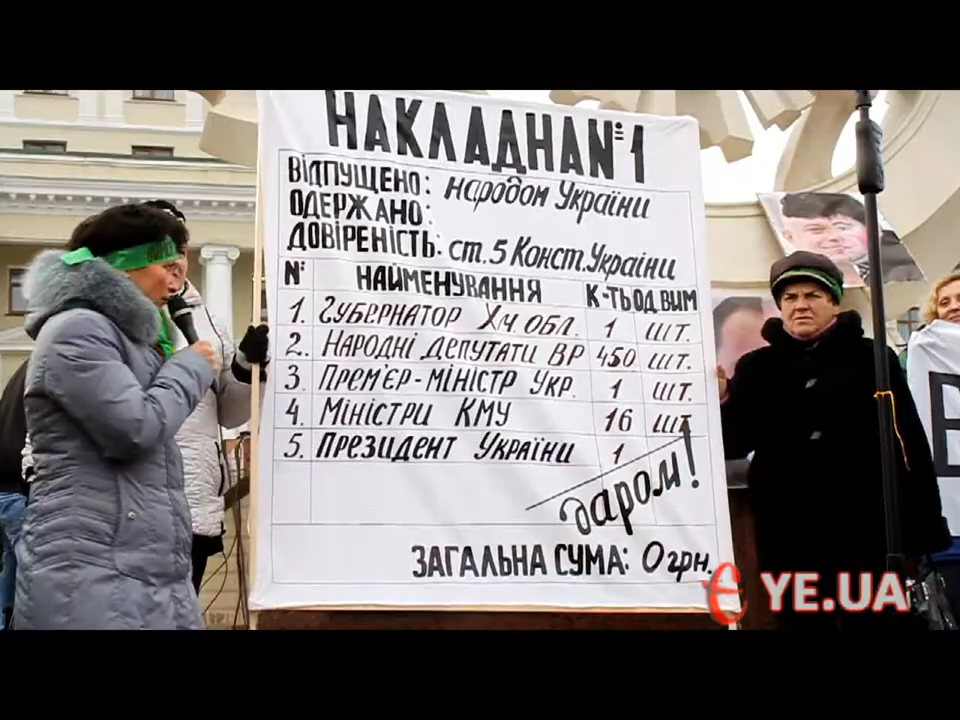 НАКЛАДНА №1
ВІДПУЩЕНО: народом України
ОДЕРЖАНО:
ДОВІРЕНІСТЬ: ст.5 Конст.України
№ НАЙМЕНУВАННЯ К-ТЬ ОД.ВИМ
1. ГУБЕРНАТОР ХМ ОБЛ. 1 ШТ.
2. НАРОДНІ ДЕПУТАТИ ВР 450 ШТ.
3. ПРЕМ'ЄР-МІНІСТР УКР. 1 ШТ.
4. МІНІСТРИ КМУ 16 ШТ
5. ПРЕЗИДЕНТ УКРАЇНИ 1
даром!
ЗАГАЛЬНА СУМА: 0 грн.
е YE.UA